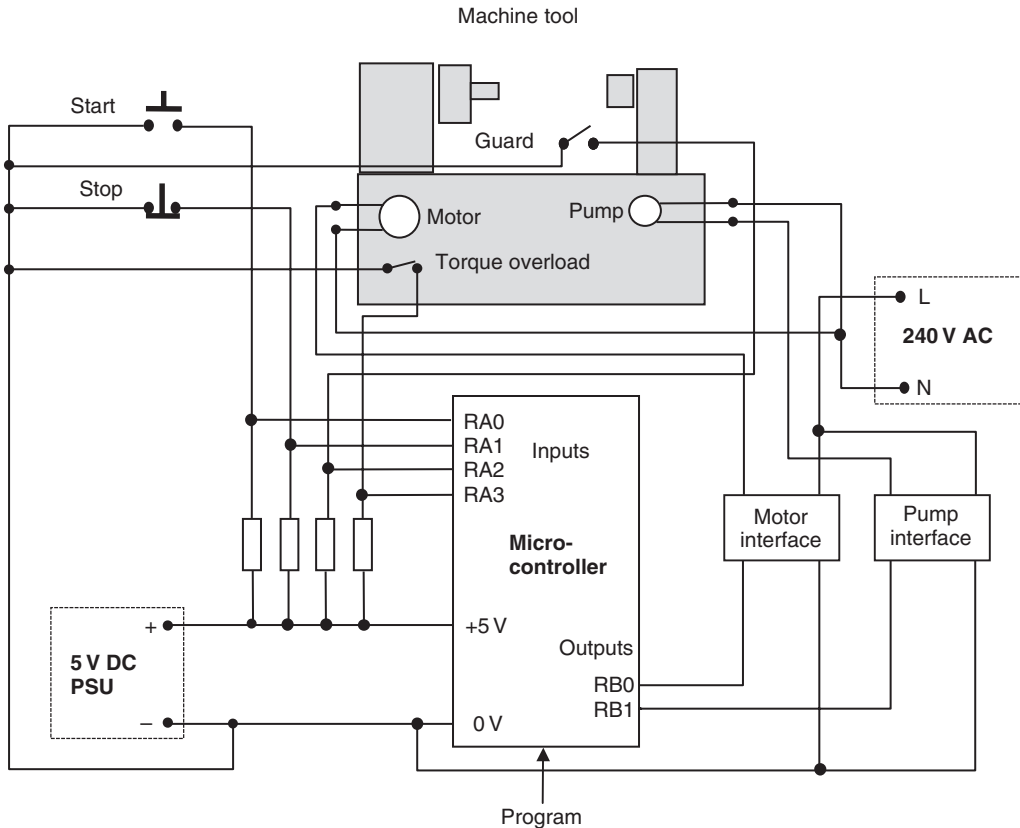 Machine tool
Start
Guard
Stop
Motor
Pump
Torque overload
L
240 V AC
N
RA0
RA1
RA2
RA3
Inputs
Motor
interface
Pump
interface
Micro-
controller
+
5 V DC
PSU
–
+5 V
Outputs
RB0
RB1
0 V
Program